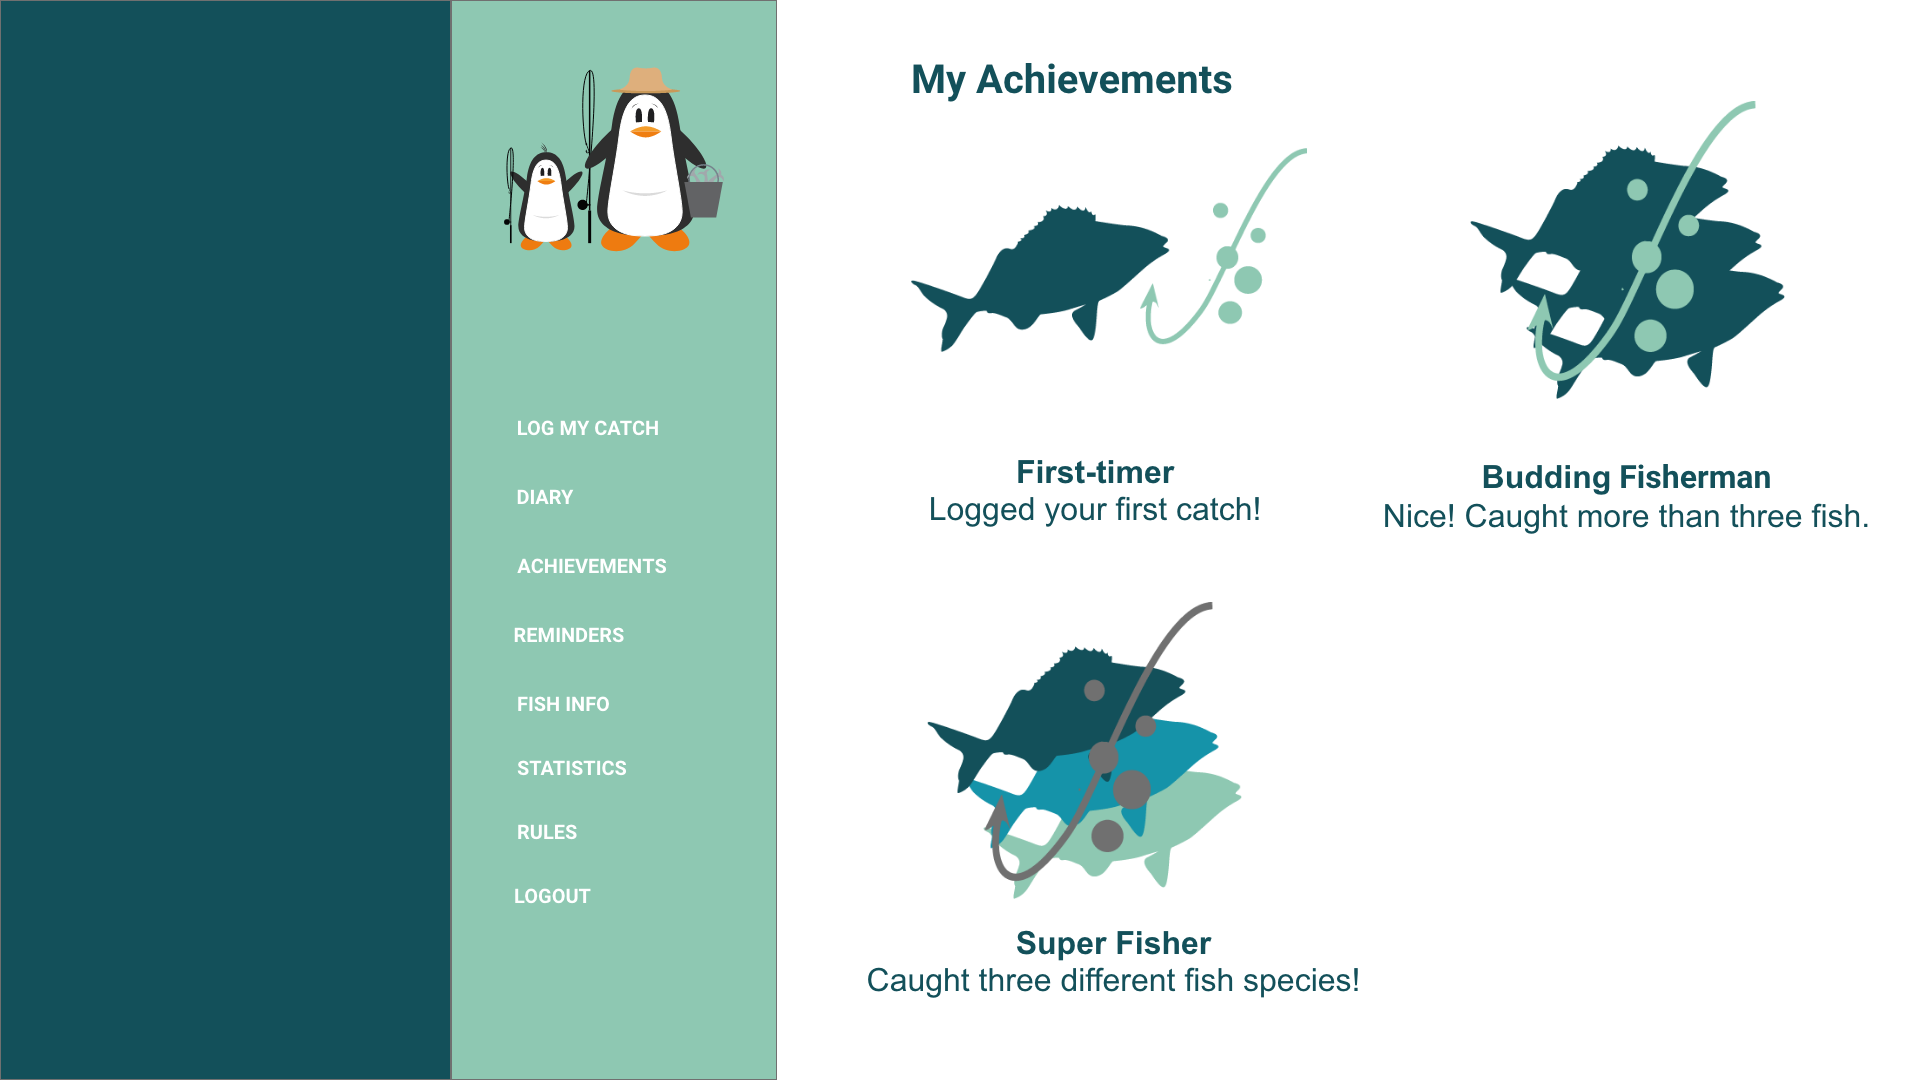 LOG MY CATCH
DIARY
ACHIEVEMENTS
REMINDERS
FISH INFO
STATISTICS
RULES
LOGOUT
My Achievements
First-timer
Logged your first catch!
Budding Fisherman
Nice! Caught more than three fish.
Super Fisher
Caught three different fish species!